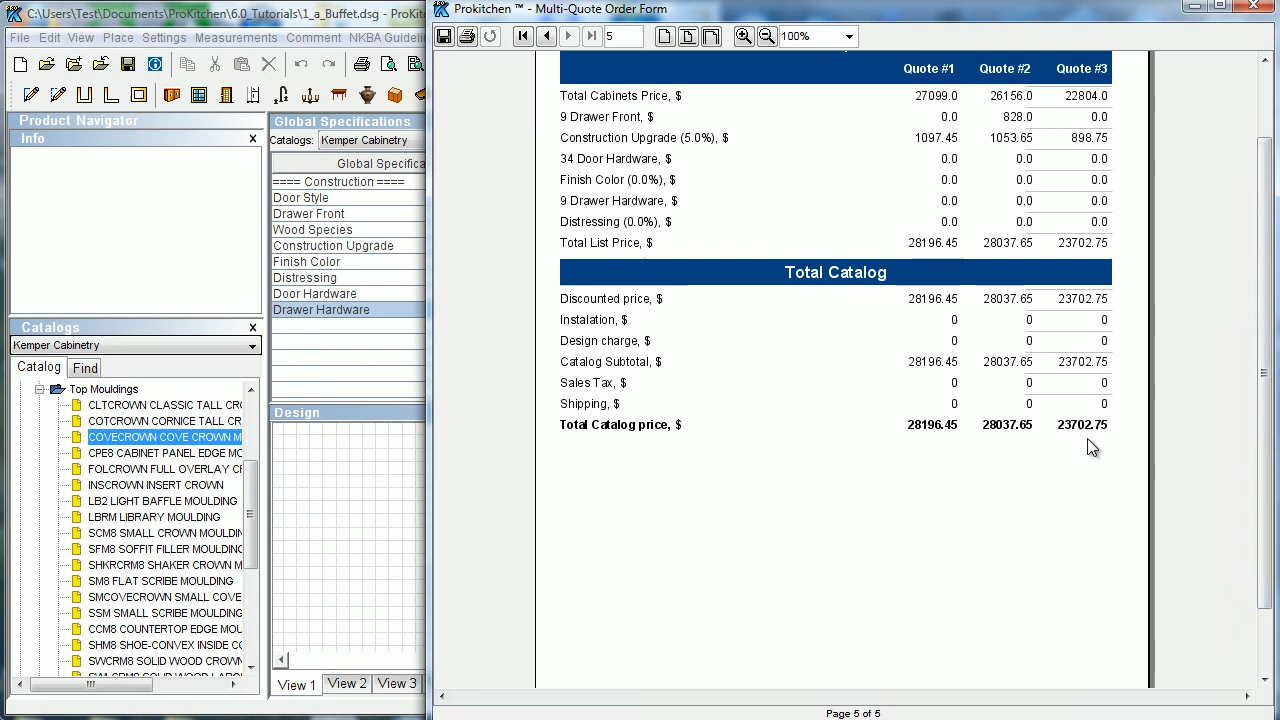 C:\Users\Test\Documents\ProKitchen\6.0_Tutorials\1_a_Buffet.dsg - ProKit
File Edit View Place Settings Measurements Comment NKBA Guidelin
Product Navigator
Info
Catalogs
Kemper Cabinetry
Catalog Find
Top Mouldings
CLTCROWN CLASSIC TALL CRO
COTCROWN CORNICE TALL CR
COVECROWN COVE CROWN M
CPE8 CABINET PANEL EDGE MO
FOLCROWN FULL OVERLAY CF
INSCROWN INSERT CROWN
LB2 LIGHT BAFFLE MOULDING
LBRM LIBRARY MOULDING
SCM8 SMALL CROWN MOULDIN
SFM8 SOFFIT FILLER MOULDING
SHKRCRM8 SHAKER CROWN M
SM8 FLAT SCRIBE MOULDING
SMCOVECROWN SMALL COVE
SSM SMALL SCRIBE MOULDING
CCM8 COUNTERTOP EDGE MOU
SHM8 SHOE-CONVEX INSIDE CO
SWCRM8 SOLID WOOD CROWN
Global Specifications
Catalogs: Kemper Cabinetry
Global Specifica
==== Construction ====
Door Style
Drawer Front
Wood Species
Construction Upgrade
Finish Color
Distressing
Door Hardware
Drawer Hardware
Design
View 1 View 2 View 3
Prokitchen ™ - Multi-Quote Order Form
5 100%
Quote #1 Quote #2 Quote #3
Total Cabinets Price, $ 27099.0 26156.0 22804.0
9 Drawer Front, $ 0.0 828.0 0.0
Construction Upgrade (5.0%), $ 1097.45 1053.65 898.75
34 Door Hardware, $ 0.0 0.0 0.0
Finish Color (0.0%), $ 0.0 0.0 0.0
9 Drawer Hardware, $ 0.0 0.0 0.0
Distressing (0.0%), $ 0.0 0.0 0.0
Total List Price, $ 28196.45 28037.65 23702.75
Total Catalog
Discounted price, $ 28196.45 28037.65 23702.75
Instalation, $ 0 0 0
Design charge, $ 0 0 0
Catalog Subtotal, $ 28196.45 28037.65 23702.75
Sales Tax, $ 0 0 0
Shipping, $ 0 0 0
Total Catalog price, $ 28196.45 28037.65 23702.75
Page 5 of 5